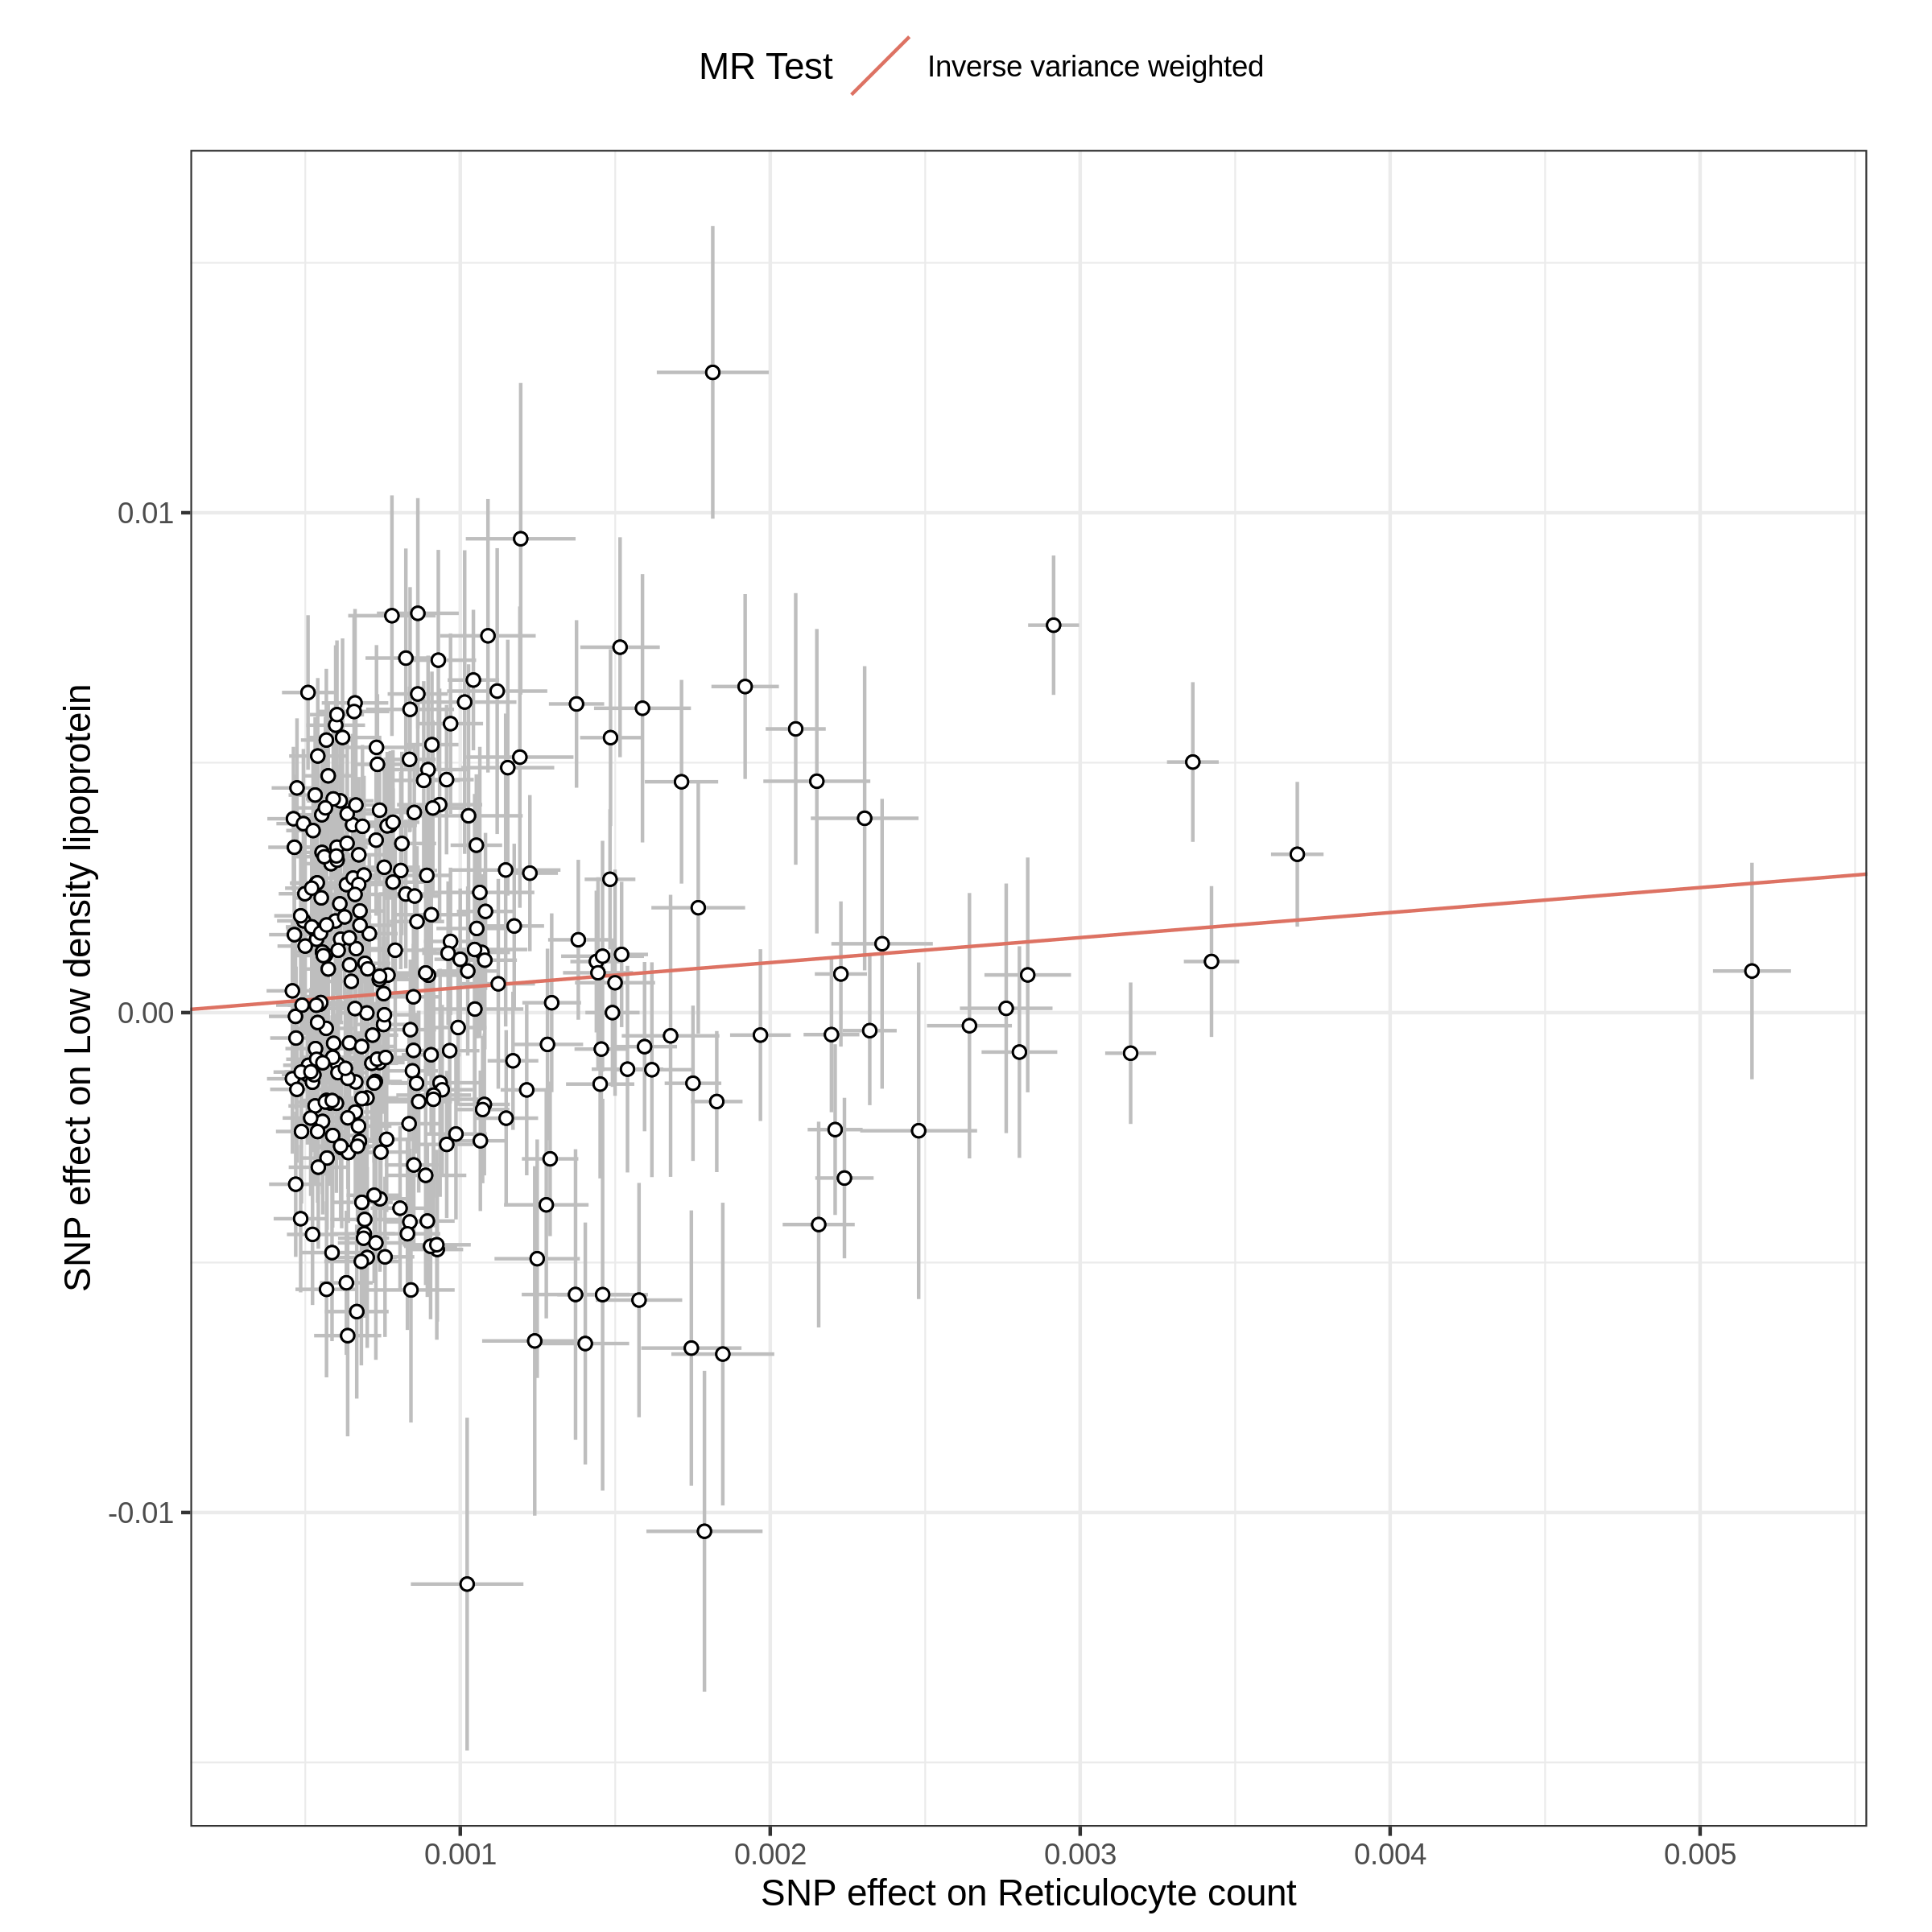 MR Test Inverse variance weighted
SNP effect on Low density lipoprotein
0.01
0.00
-0.01
0.001 0.002 0.003 0.004 0.005
SNP effect on Reticulocyte count